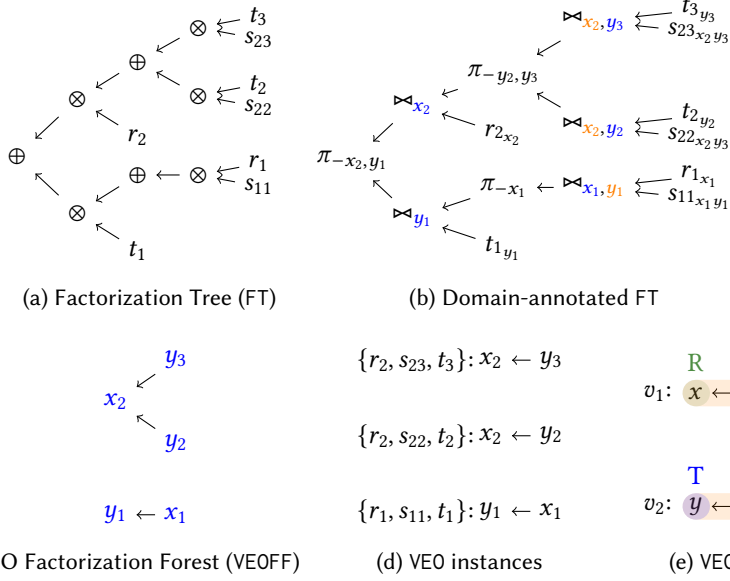 t₃
s₂₃
⊗
⊕
t₂
s₂₂
⊗
⊗
r₂
⊕
r₁
s₁₁
⊕
⊗
⊗
t₁
(a) Factorization Tree (FT)
t₃y₃
s₂₃x₂y₃
⋈x₂,y₃
π−y₂,y₃
⋈x₂
t₂y₂
s₂₂x₂y₃
⋈x₂,y₂
r₂x₂
π−x₂,y₁
r₁x₁
s₁₁x₁y₁
π−x₁
⋈x₁,y₁
⋈y₁
t₁y₁
(b) Domain-annotated FT
y₃
x₂
y₂
y₁ ← x₁
O Factorization Forest (VEOFF)
{r₂, s₂₃, t₃}: x₂ ← y₃
{r₂, s₂₂, t₂}: x₂ ← y₂
{r₁, s₁₁, t₁}: y₁ ← x₁
(d) VEO instances
R
v₁: x ←
T
v₂: y ←
(e) VEO